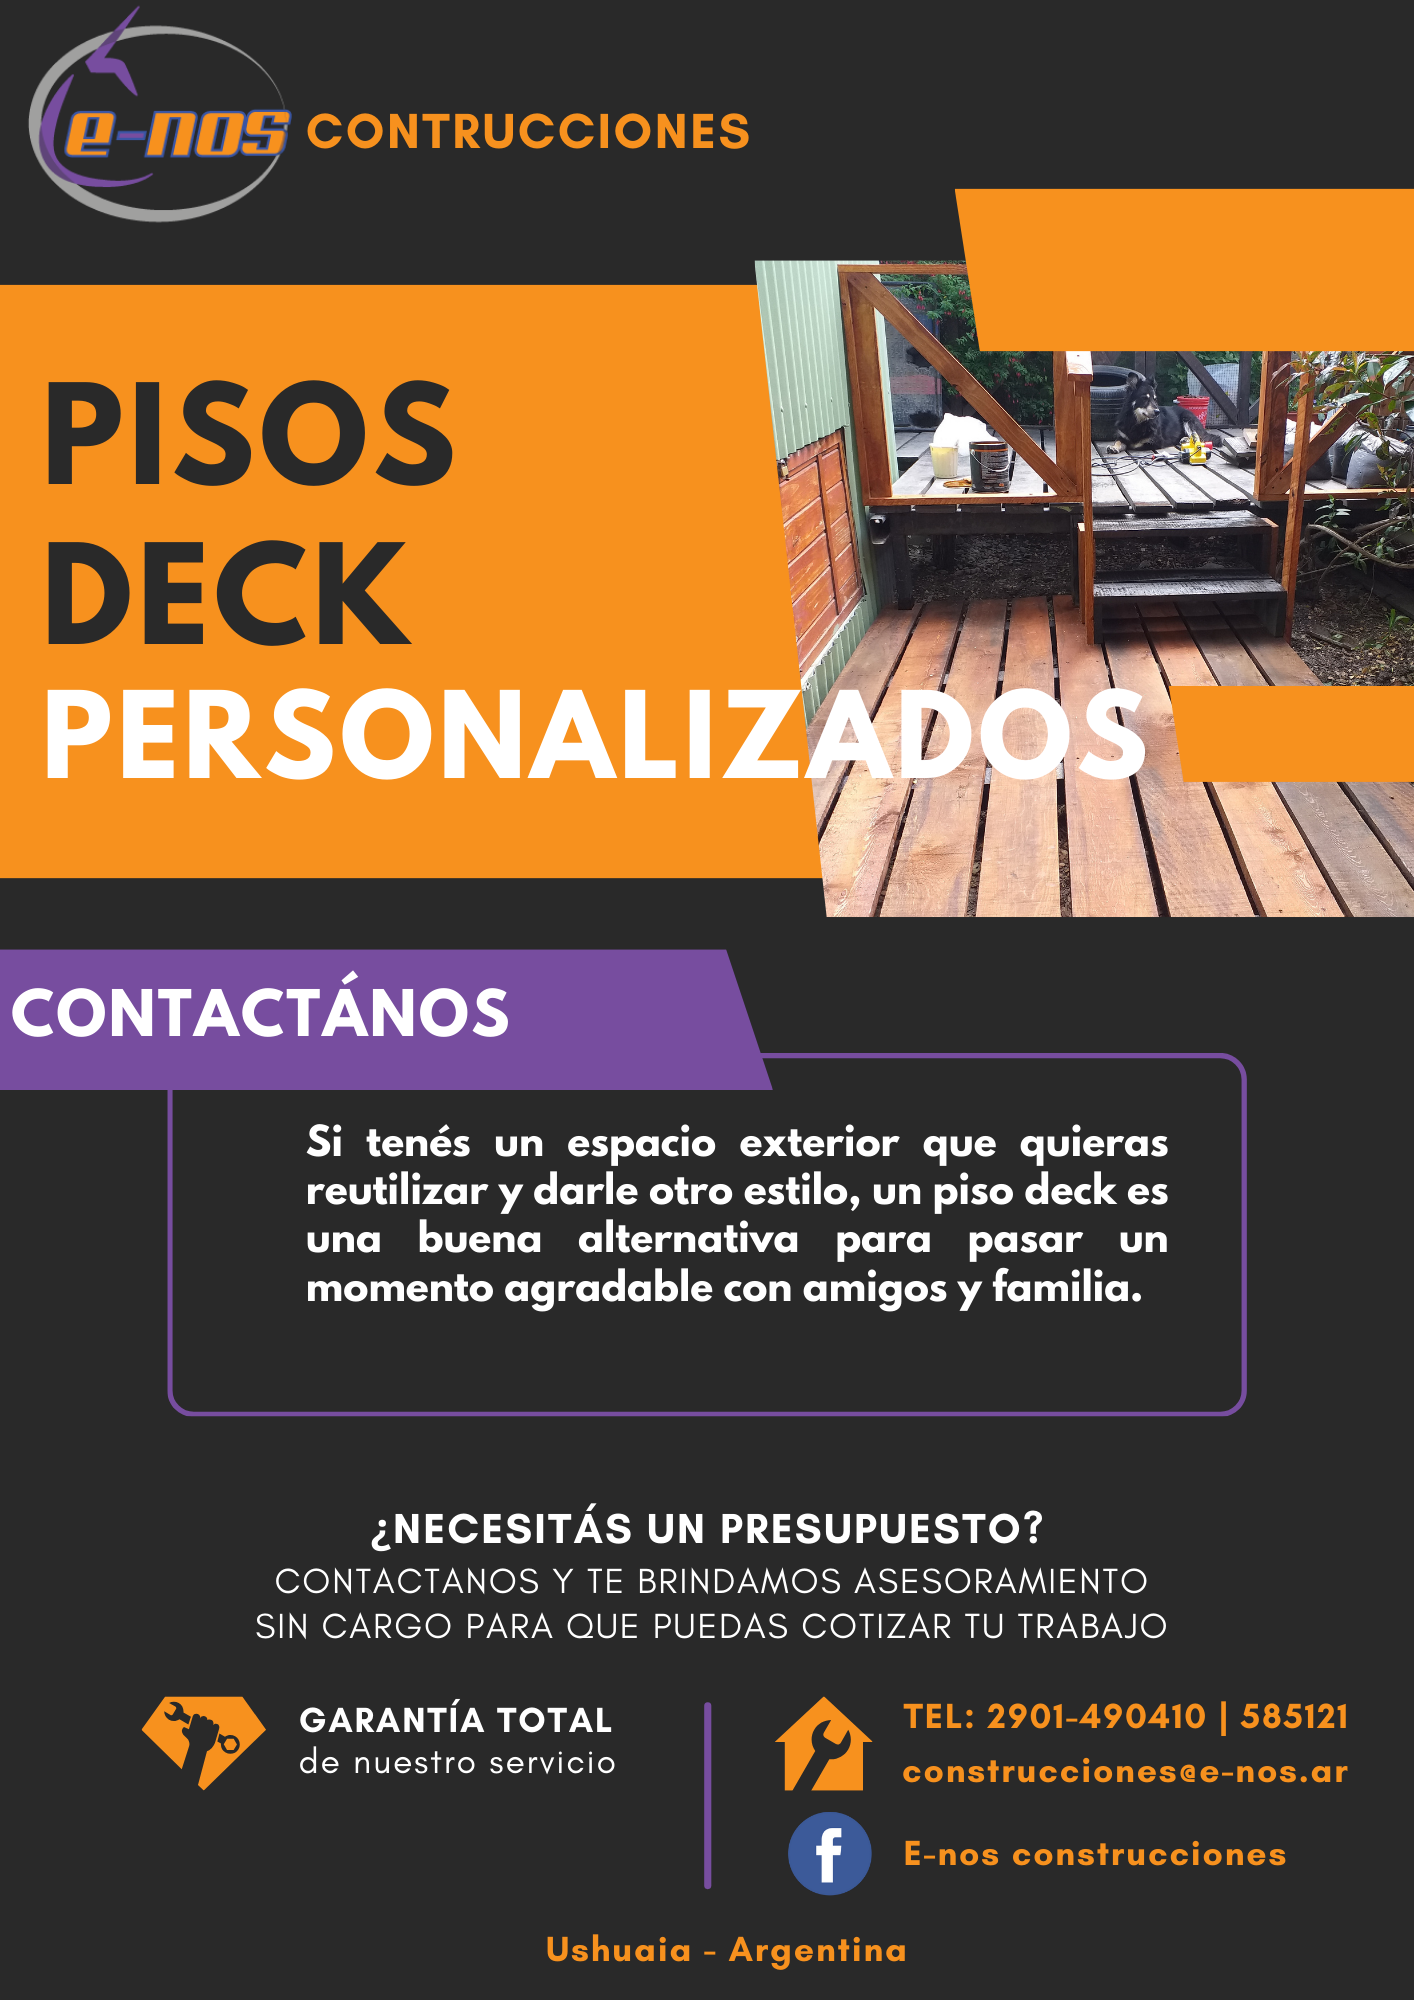 e-nos CONTRUCCIONES
PISOS
DECK
PERSONALIZADOS
CONTACTÁNOS
Si tenés un espacio exterior que quieras
reutilizar y darle otro estilo, un piso deck es
una buena alternativa para pasar un
momento agradable con amigos y familia.
¿NECESITÁS UN PRESUPUESTO?
CONTACTANOS Y TE BRINDAMOS ASESORAMIENTO
SIN CARGO PARA QUE PUEDAS COTIZAR TU TRABAJO
GARANTÍA TOTAL
de nuestro servicio
TEL: 2901-490410 | 585121
construcciones@e-nos.ar
E-nos construcciones
Ushuaia - Argentina